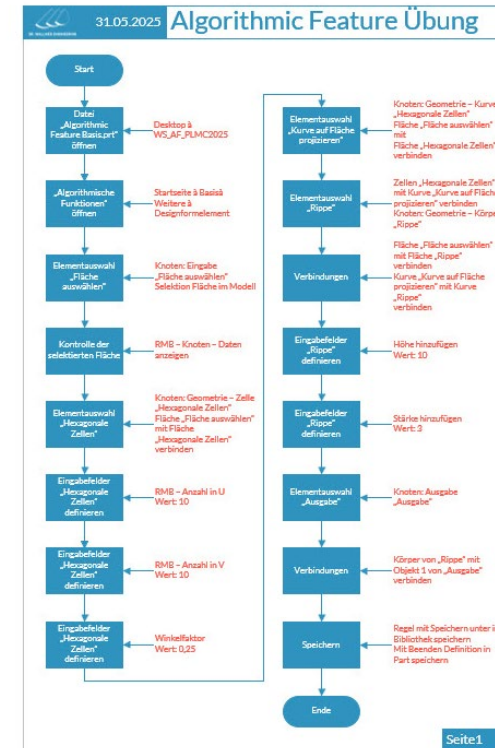 31.05.2025 Algorithmic Feature Übung
Start
Datei
„Algorithmic
Feature Basis.prt“
öffnen
Desktop à
WS_AF_PLMC2025
„Algorithmische
Funktionen“
öffnen
Startseite à Basisà
Weitere à
Designformelement
Elementauswahl
„Fläche
auswählen“
Knoten: Eingabe
„Fläche auswählen“
Selektion Fläche im Modell
Kontrolle der
selektierten Fläche
RMB – Knoten – Daten
anzeigen
Elementauswahl
„Hexagonale
Zellen“
Knoten: Geometrie – Zelle
„Hexagonale Zellen“
Fläche „Fläche auswählen“
mit Fläche
„Hexagonale Zellen“
verbinden
Eingabefelder
„Hexagonale
Zellen“
definieren
RMB – Anzahl in U
Wert: 10
Eingabefelder
„Hexagonale
Zellen“
definieren
RMB – Anzahl in V
Wert: 10
Eingabefelder
„Hexagonale
Zellen“
definieren
Winkelfaktor
Wert: 0,25
Elementauswahl
„Kurve auf Fläche
projizieren“
Knoten: Geometrie – Kurve
„Hexagonale Zellen“
Fläche „Fläche auswählen“
mit
Fläche „Hexagonale Zellen“
verbinden
Elementauswahl
„Rippe“
Zellen „Hexagonale Zellen“
mit Kurve „Kurve auf Fläche
projizieren“ verbinden
Knoten: Geometrie – Körper
„Rippe“
Verbindungen
Fläche „Fläche auswählen“
mit Fläche „Rippe“
verbinden
Kurve „Kurve auf Fläche
projizieren“ mit Kurve
„Rippe“
verbinden
Eingabefelder
„Rippe“
definieren
Höhe hinzufügen
Wert: 10
Eingabefelder
„Rippe“
definieren
Stärke hinzufügen
Wert: 3
Elementauswahl
„Ausgabe“
Knoten: Ausgabe
„Ausgabe“
Verbindungen
Körper von „Rippe“ mit
Objekt 1 von „Ausgabe“
verbinden
Speichern
Regel mit Speichern unter in
Bibliothek speichern
Mit Beenden Definition in
Part speichern
Ende
Seite1